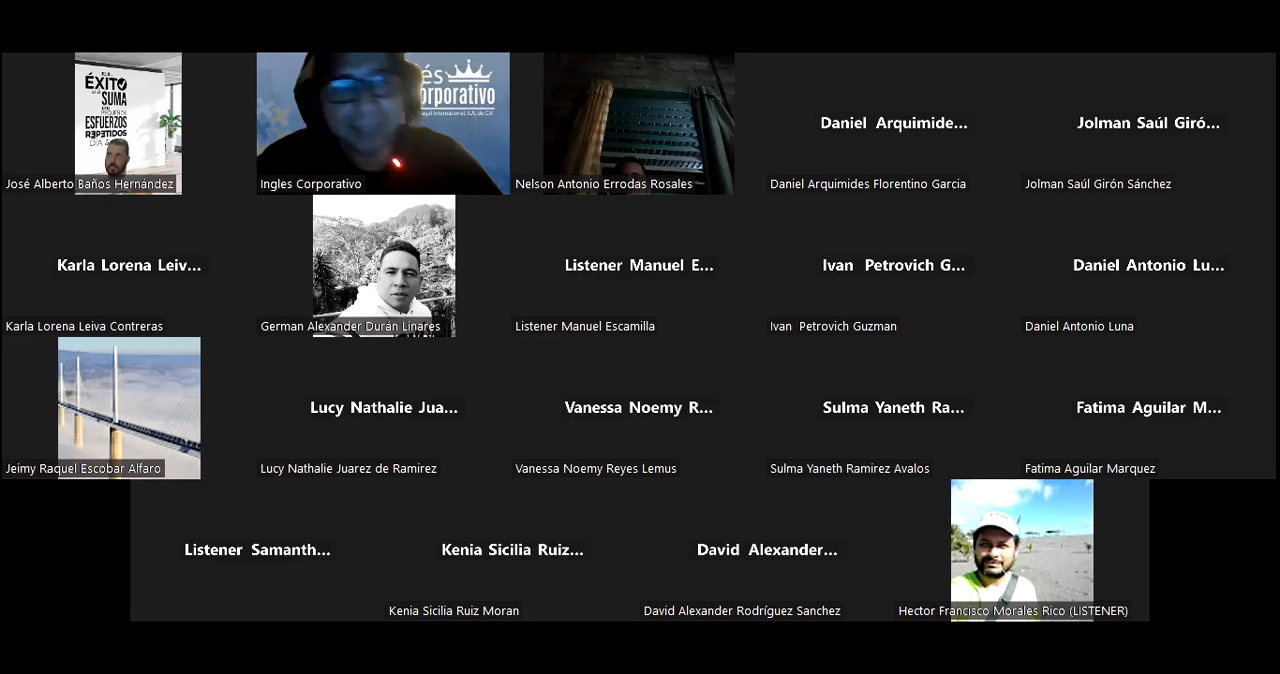 ÉXITO
SUMA
ESFUERZOS
REPETIDOS
DÍA A
José Alberto Baños Hernández
és
orporativo
Ingles Corporativo
Nelson Antonio Errodas Rosales
Daniel Arquimide...
Daniel Arquimides Florentino Garcia
Jolman Saúl Giró...
Jolman Saúl Girón Sánchez
Karla Lorena Leiv...
Karla Lorena Leiva Contreras
German Alexander Durán Linares
Listener Manuel E...
Listener Manuel Escamilla
Ivan Petrovich G...
Ivan Petrovich Guzman
Daniel Antonio Lu...
Daniel Antonio Luna
Jeimy Raquel Escobar Alfaro
Lucy Nathalie Jua...
Lucy Nathalie Juarez de Ramirez
Vanessa Noemy R...
Vanessa Noemy Reyes Lemus
Sulma Yaneth Ra...
Sulma Yaneth Ramirez Avalos
Fatima Aguilar M...
Fatima Aguilar Marquez
Listener Samanth...
Kenia Sicilia Ruiz...
Kenia Sicilia Ruiz Moran
David Alexander...
David Alexander Rodríguez Sanchez
Hector Francisco Morales Rico (LISTENER)